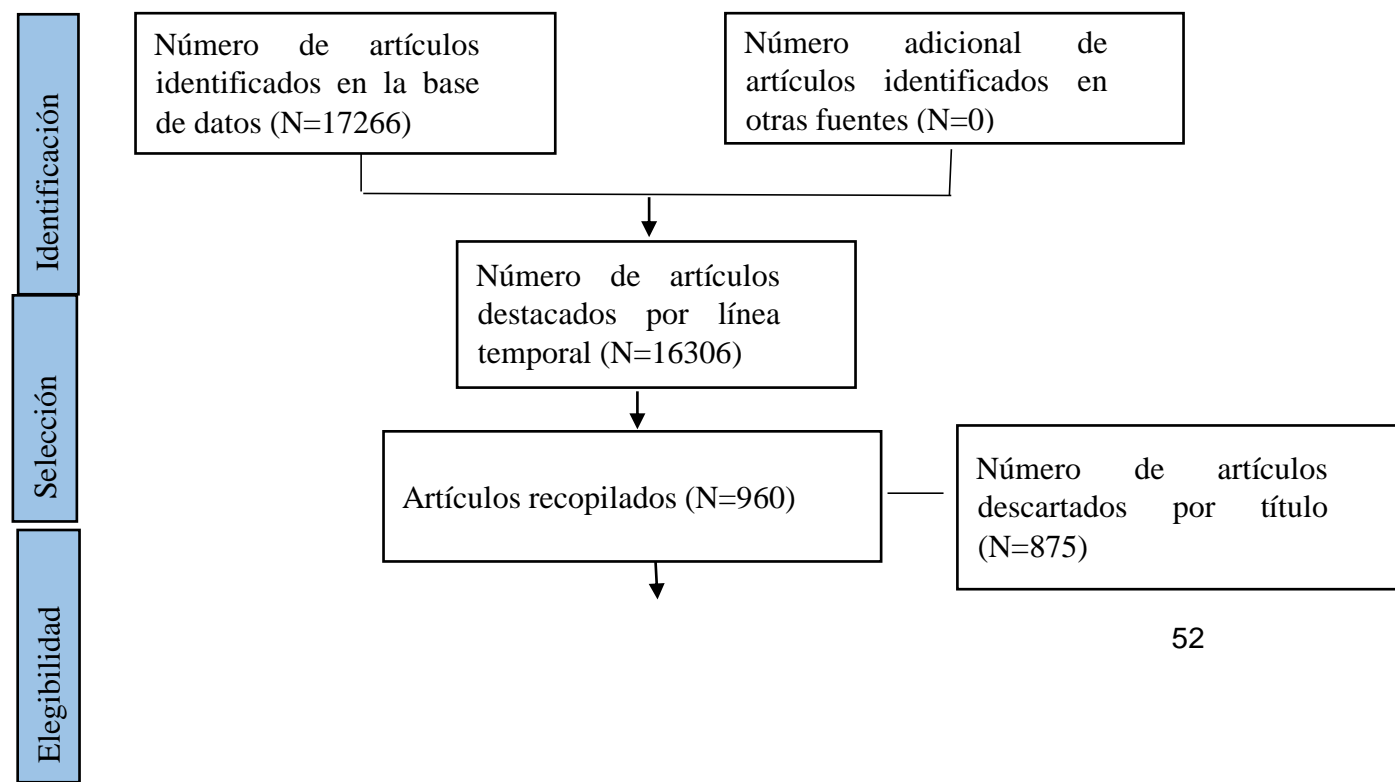 Identificación
Número de artículos
identificados en la base
de datos (N=17266)
Número adicional de
artículos identificados en
otras fuentes (N=0)
Número de artículos
destacados por línea
temporal (N=16306)
Selección
Artículos recopilados (N=960)
Número de artículos
descartados por título
(N=875)
Elegibilidad
52